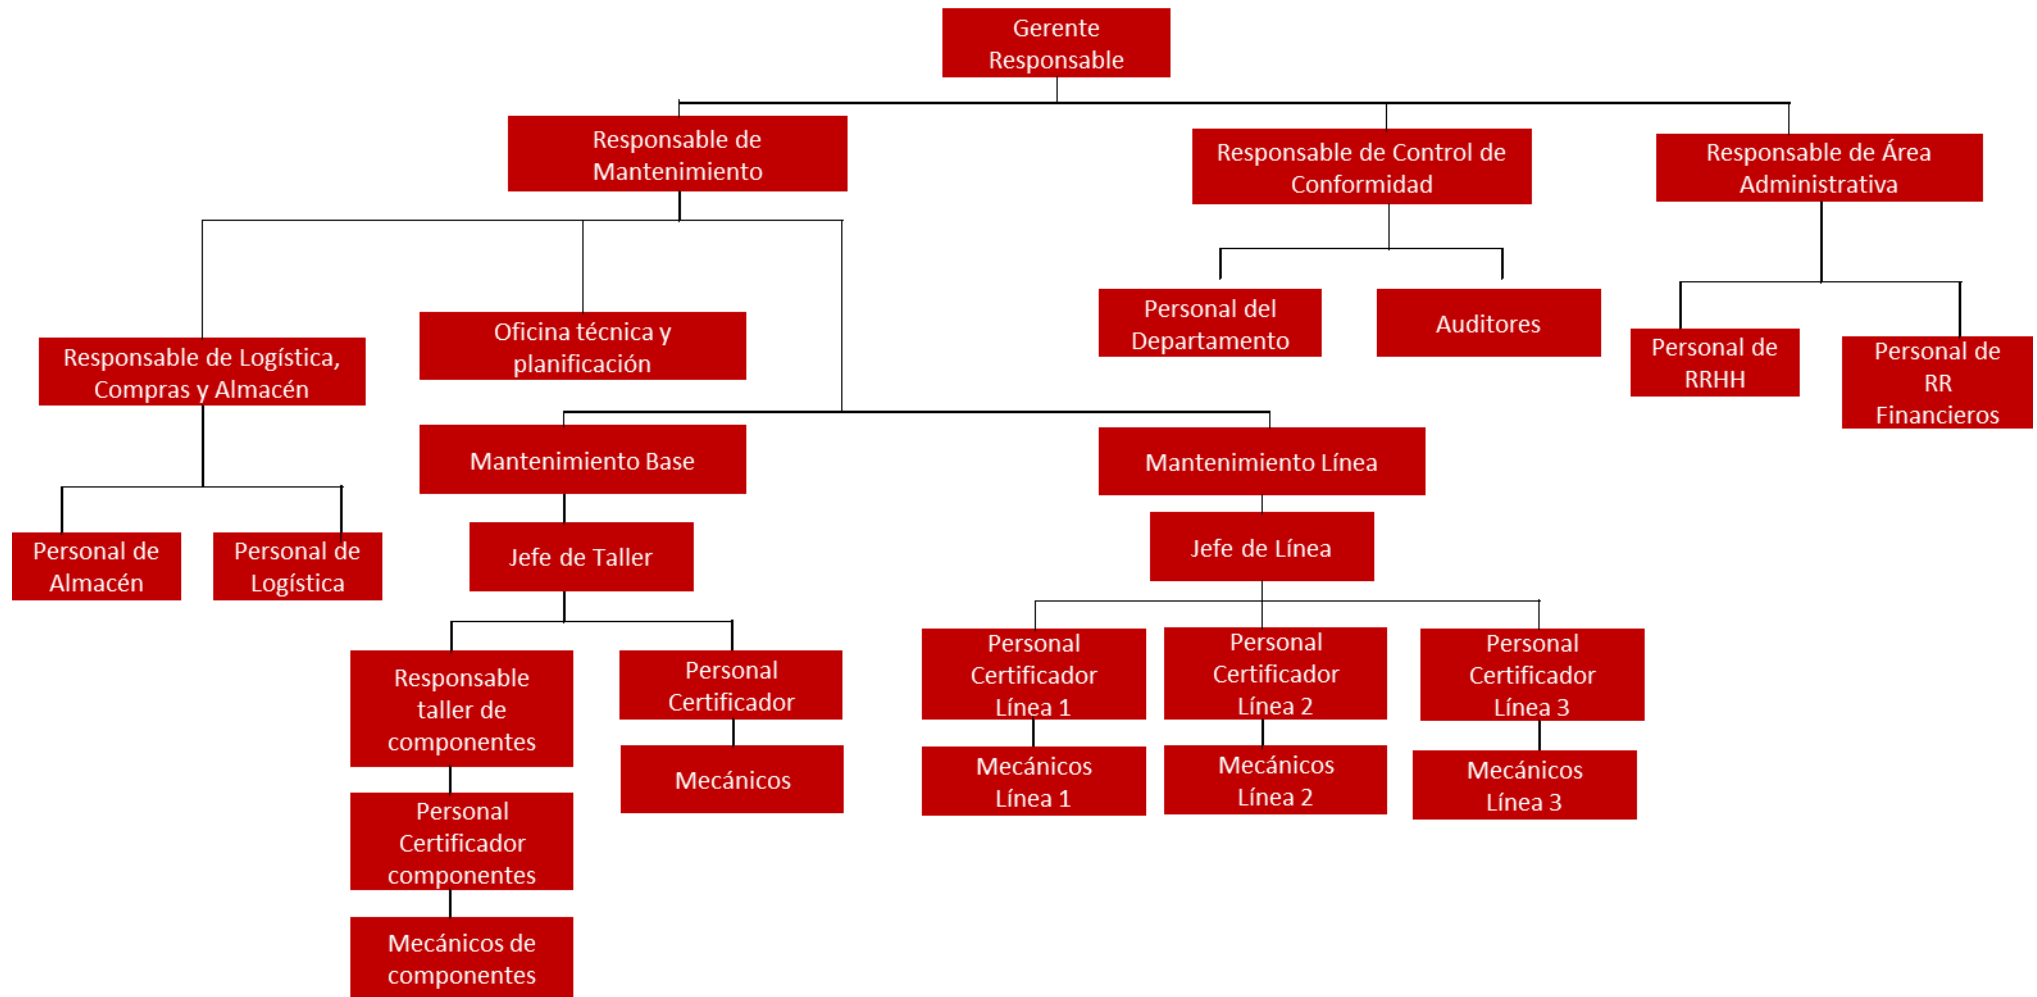 Gerente
Responsable
Responsable de
Mantenimiento
Responsable de Control de
Conformidad
Responsable de Área
Administrativa
Personal del
Departamento
Auditores
Personal de
RRHH
Personal de
RR
Financieros
Responsable de Logística,
Compras y Almacén
Oficina técnica y
planificación
Mantenimiento Base
Mantenimiento Línea
Personal de
Almacén
Personal de
Logística
Jefe de Taller
Jefe de Línea
Responsable
taller de
componentes
Personal
Certificador
Personal
Certificador
Línea 1
Personal
Certificador
Línea 2
Personal
Certificador
Línea 3
Mecánicos
Mecánicos
Línea 1
Mecánicos
Línea 2
Mecánicos
Línea 3
Personal
Certificador
componentes
Mecánicos de
componentes